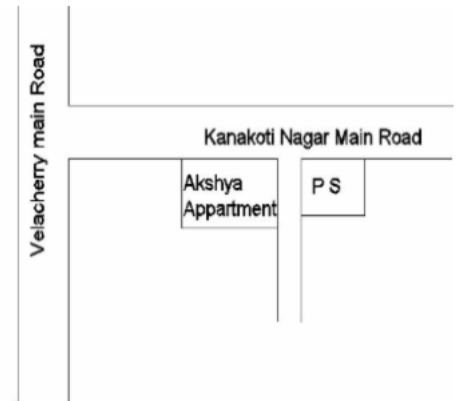 Velacherry main Road
Kanakoti Nagar Main Road
Akshya
Appartment
P S